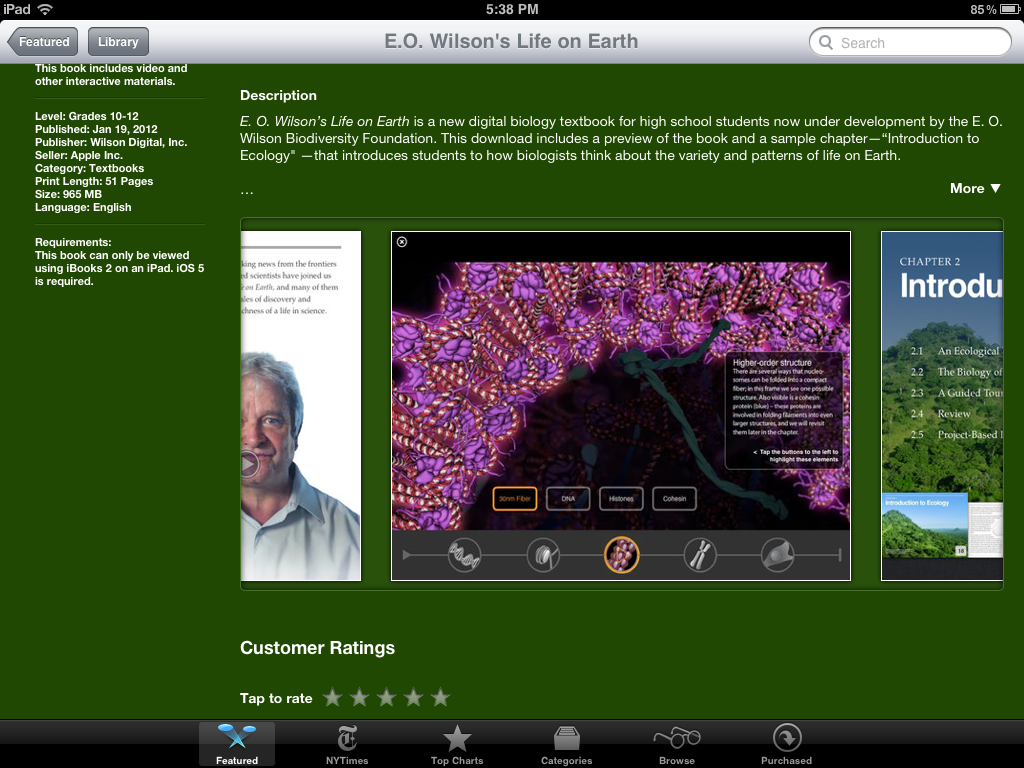 iPad
5:38 PM
85%
Featured
Library
E.O. Wilson's Life on Earth
Search
This book includes video and
other interactive materials.
Level: Grades 10-12
Published: Jan 19, 2012
Publisher: Wilson Digital, Inc.
Seller: Apple Inc.
Category: Textbooks
Print Length: 51 Pages
Size: 965 MB
Language: English
Requirements:
This book can only be viewed
using iBooks 2 on an iPad. iOS 5
is required.
Description
E. O. Wilson's Life on Earth is a new digital biology textbook for high school students now under development by the E. O.
Wilson Biodiversity Foundation. This download includes a preview of the book and a sample chapter—“Introduction to
Ecology" —that introduces students to how biologists think about the variety and patterns of life on Earth.
...
More ▼
king news from the frontiers
ed scientists have joined us
e on Earth, and many of them
ales of discovery and
chness of a life in science.
Higher-order structure
There are several ways that nucleo-
somes can be folded into a compact
fiber; in this frame we see one possible
structure. Also visible is a cohesin
protein (blue) – these proteins are
involved in folding filaments into even
larger structures, and we will revisit
them later in the chapter.
< Tap the buttons to the left to
highlight these elements
30nm Fiber
DNA
Histones
Cohesin
CHAPTER 2
Introdu
2.1 An Ecological
2.2 The Biology of
2.3 A Guided Tour
2.4 Review
2.5 Project-Based
Introduction to Ecology
Customer Ratings
Tap to rate
Featured
NYTimes
Top Charts
Categories
Browse
Purchased